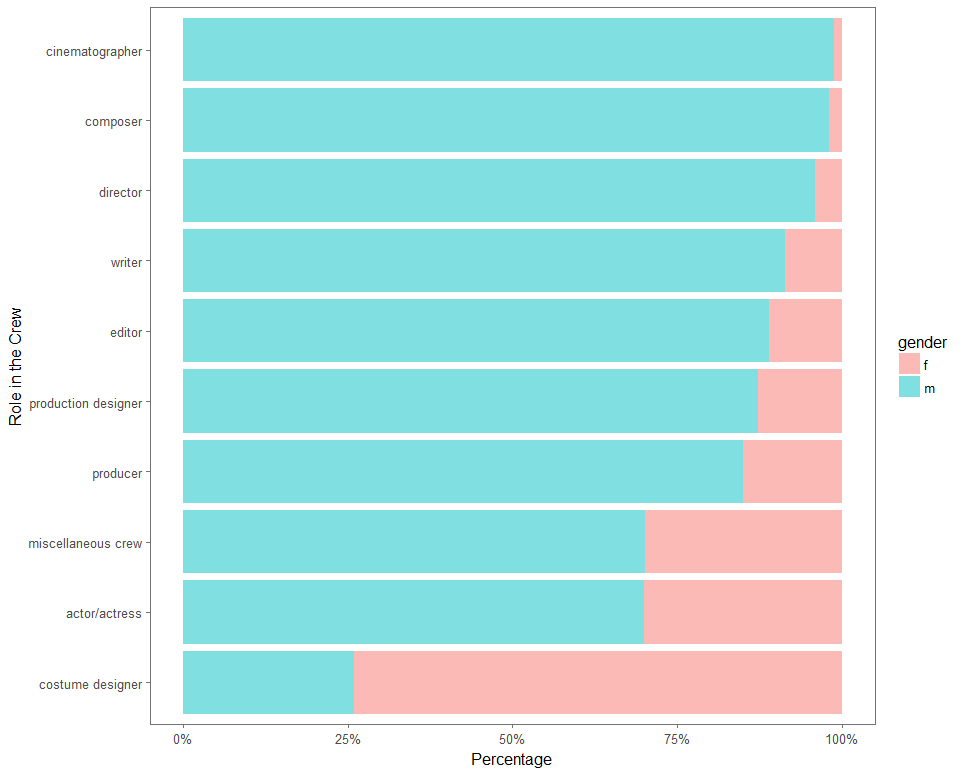 cinematographer
composer
director
writer
editor
production designer
producer
miscellaneous crew
actor/actress
costume designer
Role in the Crew
0% 25% 50% 75% 100%
Percentage
gender
f
m